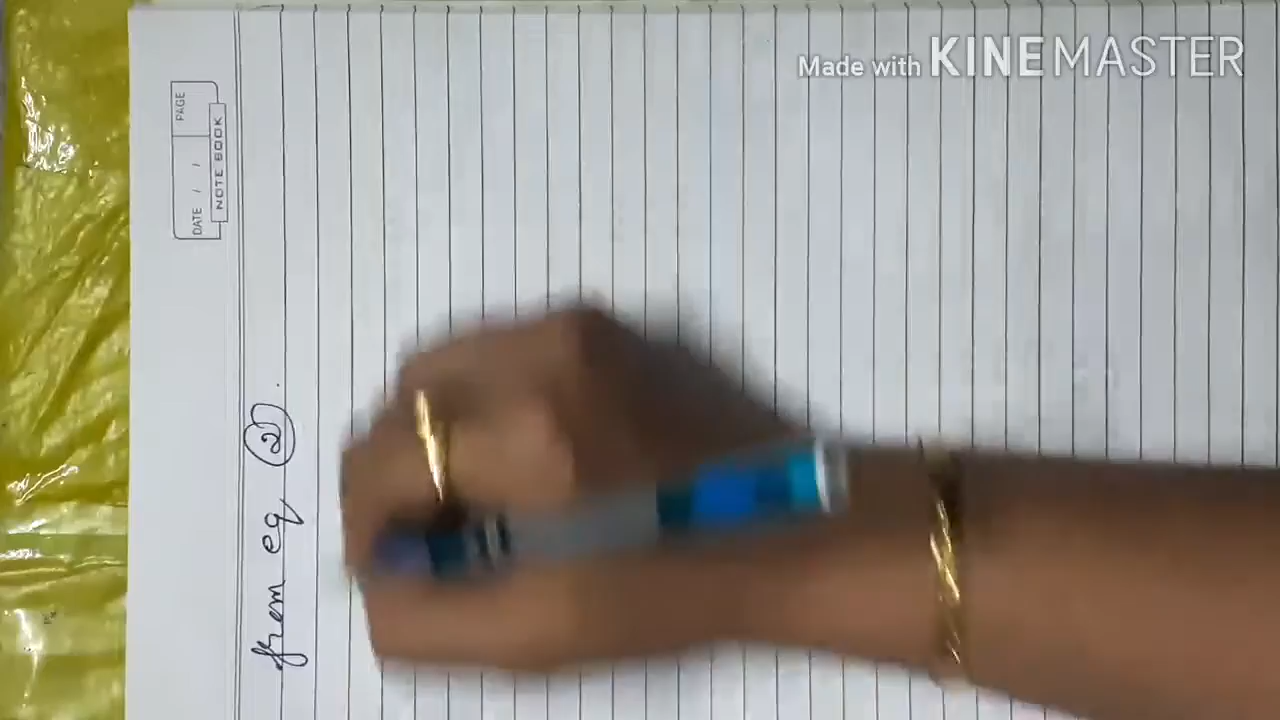 Made with KINEMASTER
PAGE
DATE / /
NOTE BOOK
from eq ②.